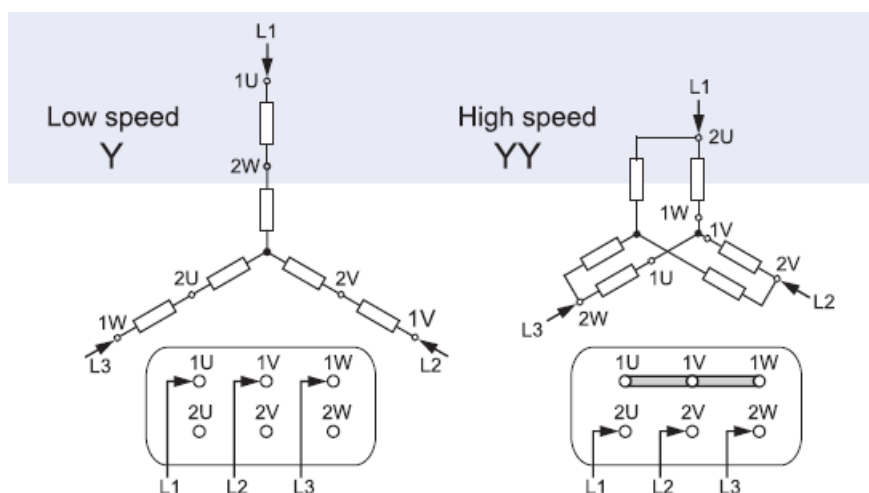 L1
1U
Low speed
Y
2W
2U
2V
1W
1V
L3
L2
1U 1V 1W
2U 2V 2W
L1 L2 L3
L1
High speed
YY
2U
1W
1V
1U
2V
L2
L3
2W
1U 1V 1W
2U 2V 2W
L1 L2 L3